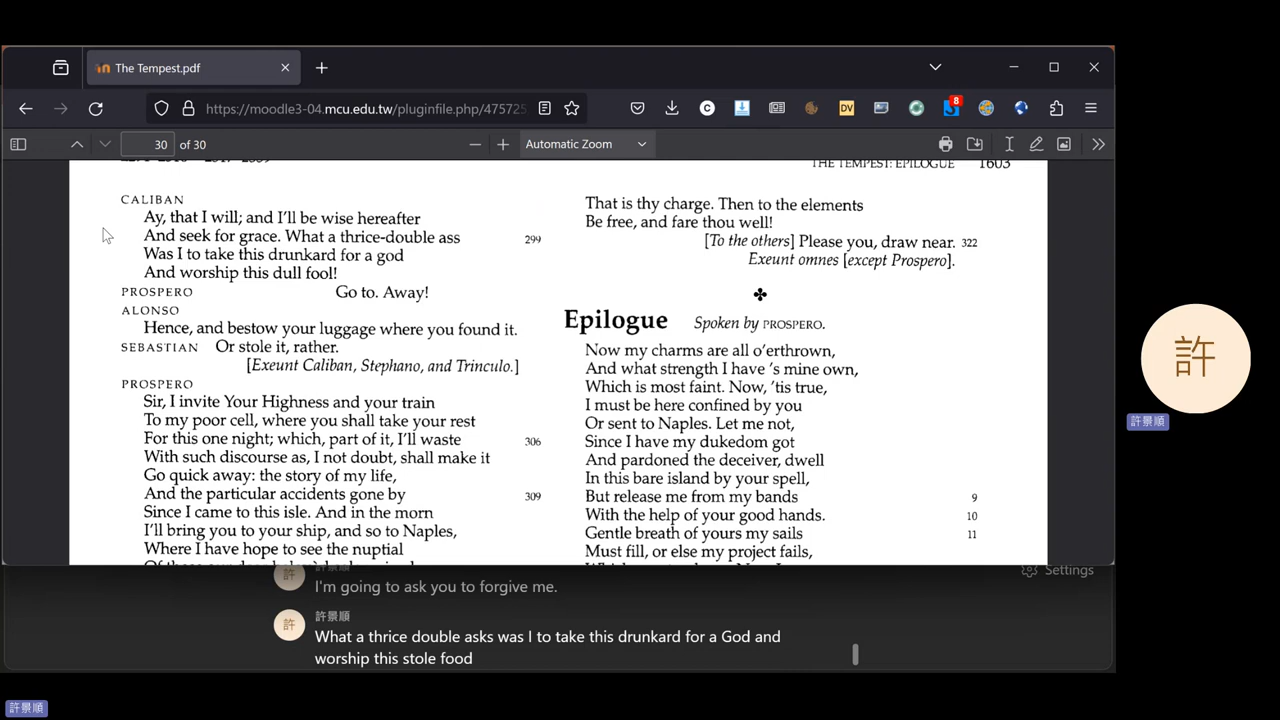 The Tempest.pdf
https://moodle3-04.mcu.edu.tw/pluginfile.php/475725
C
DV
8
30 of 30
Automatic Zoom
THE TEMPEST: EPILOGUE 1603
CALIBAN
Ay, that I will; and I'll be wise hereafter
And seek for grace. What a thrice-double ass 299
Was I to take this drunkard for a god
And worship this dull fool!
PROSPERO Go to. Away!
ALONSO
Hence, and bestow your luggage where you found it.
SEBASTIAN Or stole it, rather.
[Exeunt Caliban, Stephano, and Trinculo.]
PROSPERO
Sir, I invite Your Highness and your train
To my poor cell, where you shall take your rest
For this one night; which, part of it, I'll waste 306
With such discourse as, I not doubt, shall make it
Go quick away: the story of my life,
And the particular accidents gone by 309
Since I came to this isle. And in the morn
I'll bring you to your ship, and so to Naples,
Where I have hope to see the nuptial
That is thy charge. Then to the elements
Be free, and fare thou well!
[To the others] Please you, draw near. 322
Exeunt omnes [except Prospero].
Epilogue Spoken by PROSPERO.
Now my charms are all o'erthrown,
And what strength I have 's mine own,
Which is most faint. Now, 'tis true,
I must be here confined by you
Or sent to Naples. Let me not,
Since I have my dukedom got
And pardoned the deceiver, dwell
In this bare island by your spell,
But release me from my bands 9
With the help of your good hands. 10
Gentle breath of yours my sails 11
Must fill, or else my project fails,
許
許景順
Settings
許
許景順
I'm going to ask you to forgive me.
許
許景順
What a thrice double asks was I to take this drunkard for a God and
worship this stole food
許景順